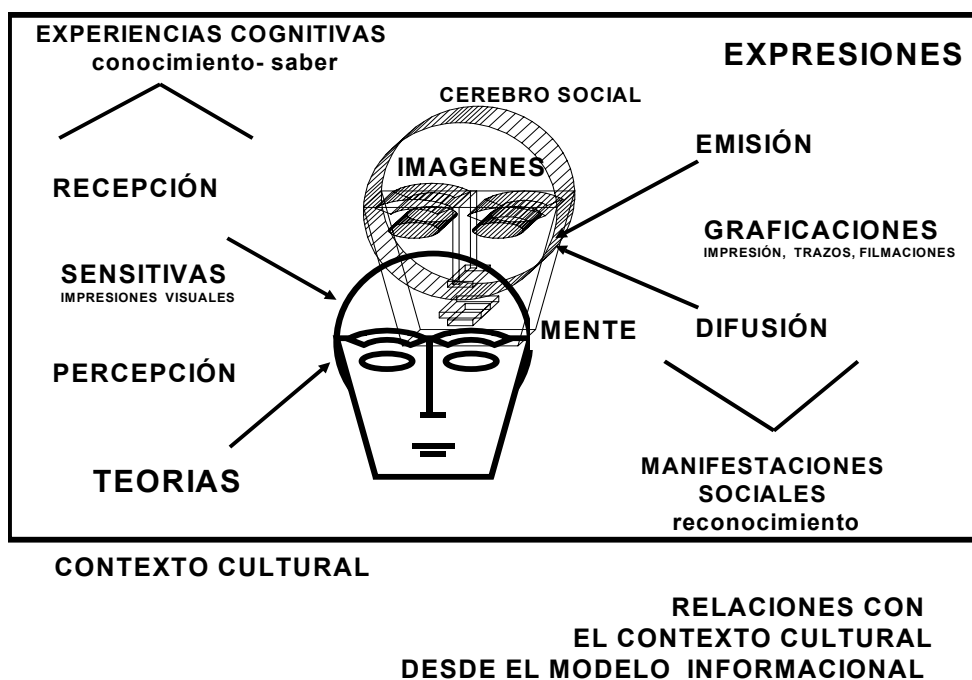 EXPERIENCIAS COGNITIVAS
conocimiento- saber
RECEPCIÓN
SENSITIVAS
IMPRESIONES VISUALES
PERCEPCIÓN
TEORIAS
CEREBRO SOCIAL
IMAGENES
MENTE
EXPRESIONES
EMISIÓN
GRAFICACIONES
IMPRESIÓN, TRAZOS, FILMACIONES
DIFUSIÓN
MANIFESTACIONES
SOCIALES
reconocimiento
CONTEXTO CULTURAL
RELACIONES CON
EL CONTEXTO CULTURAL
DESDE EL MODELO INFORMACIONAL